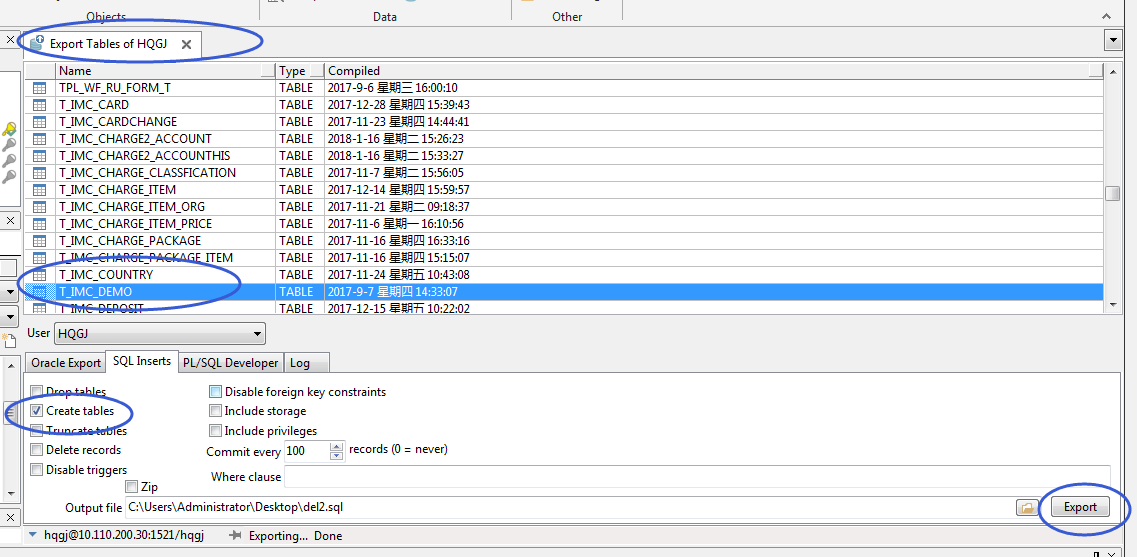 Objects
Data
Other
Export Tables of HQGJ
Name Type Compiled
TPL_WF_RU_FORM_T TABLE 2017-9-6 星期三 16:00:10
T_IMC_CARD TABLE 2017-12-28 星期四 15:39:43
T_IMC_CARDCHANGE TABLE 2017-11-23 星期四 14:44:41
T_IMC_CHARGE2_ACCOUNT TABLE 2018-1-16 星期二 15:26:23
T_IMC_CHARGE2_ACCOUNTHIS TABLE 2018-1-16 星期二 15:33:27
T_IMC_CHARGE_CLASSFICATION TABLE 2017-11-7 星期二 15:56:05
T_IMC_CHARGE_ITEM TABLE 2017-12-14 星期四 15:59:57
T_IMC_CHARGE_ITEM_ORG TABLE 2017-11-21 星期二 09:18:37
T_IMC_CHARGE_ITEM_PRICE TABLE 2017-11-6 星期一 16:10:56
T_IMC_CHARGE_PACKAGE TABLE 2017-11-16 星期四 16:33:16
T_IMC_CHARGE_PACKAGE_ITEM TABLE 2017-11-16 星期四 15:15:07
T_IMC_COUNTRY TABLE 2017-11-24 星期五 10:43:08
T_IMC_DEMO TABLE 2017-9-7 星期四 14:33:07
T_IMC_DEPOSIT TABLE 2017-12-15 星期五 10:22:02
User HQGJ
Oracle Export SQL Inserts PL/SQL Developer Log
Drop tables Disable foreign key constraints
Create tables Include storage
Truncate tables Include privileges
Delete records Commit every 100 records (0 = never)
Disable triggers Where clause
Zip
Output file C:\Users\Administrator\Desktop\del2.sql Export
hqgj@10.110.200.30:1521/hqgj Exporting... Done